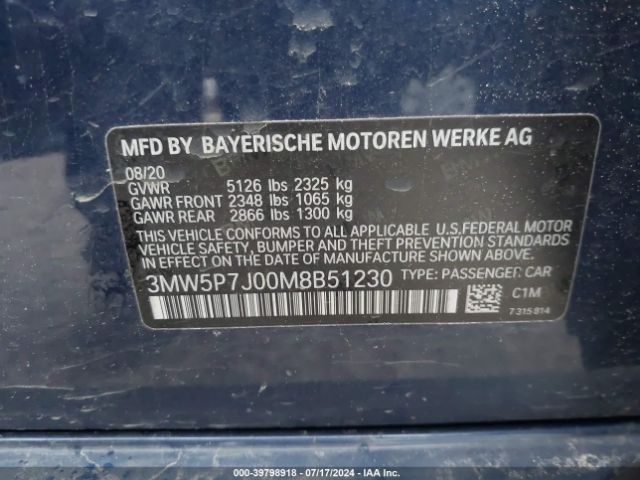 MFD BY BAYERISCHE MOTOREN WERKE AG
08/20
GVWR 5126 lbs 2325 kg
GAWR FRONT 2348 lbs 1065 kg
GAWR REAR 2866 lbs 1300 kg
THIS VEHICLE CONFORMS TO ALL APPLICABLE U.S.FEDERAL MOTOR
VEHICLE SAFETY, BUMPER AND THEFT PREVENTION STANDARDS
IN EFFECT ON THE DATE OF MANUFACTURE SHOWN ABOVE.
3MW5P7J00M8B51230 TYPE: PASSENGER CAR
C1M
7 315 814
000-39798918 - 07/17/2024 - IAA Inc.